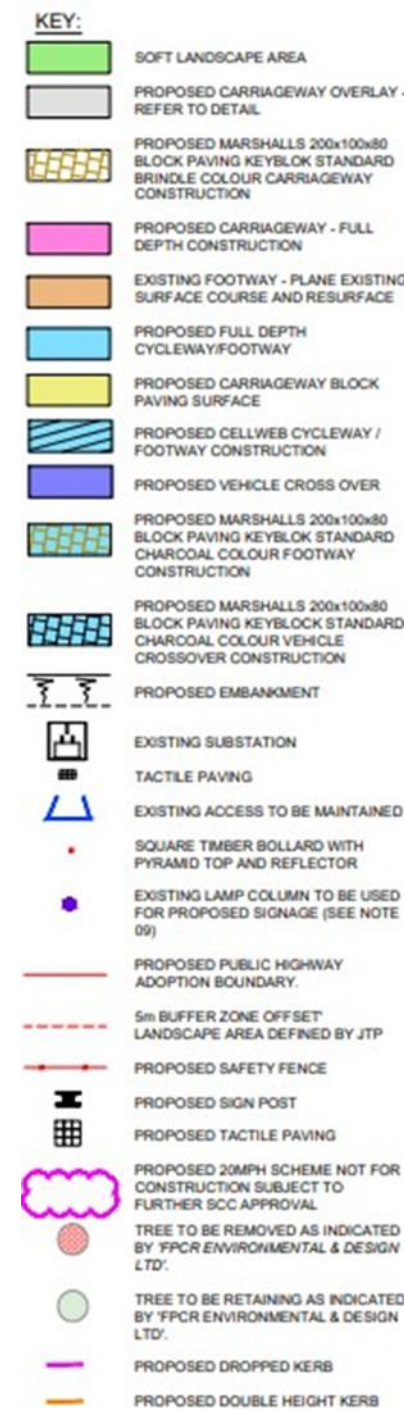 KEY:
SOFT LANDSCAPE AREA
PROPOSED CARRIAGEWAY OVERLAY -
REFER TO DETAIL
PROPOSED MARSHALLS 200x100x80
BLOCK PAVING KEYBLOK STANDARD
BRINDLE COLOUR CARRIAGEWAY
CONSTRUCTION
PROPOSED CARRIAGEWAY - FULL
DEPTH CONSTRUCTION
EXISTING FOOTWAY - PLANE EXISTING
SURFACE COURSE AND RESURFACE
PROPOSED FULL DEPTH
CYCLEWAY/FOOTWAY
PROPOSED CARRIAGEWAY BLOCK
PAVING SURFACE
PROPOSED CELLWEB CYCLEWAY /
FOOTWAY CONSTRUCTION
PROPOSED VEHICLE CROSS OVER
PROPOSED MARSHALLS 200x100x80
BLOCK PAVING KEYBLOK STANDARD
CHARCOAL COLOUR FOOTWAY
CONSTRUCTION
PROPOSED MARSHALLS 200x100x80
BLOCK PAVING KEYBLOCK STANDARD
CHARCOAL COLOUR VEHICLE
CROSSOVER CONSTRUCTION
PROPOSED EMBANKMENT
EXISTING SUBSTATION
TACTILE PAVING
EXISTING ACCESS TO BE MAINTAINED
SQUARE TIMBER BOLLARD WITH
PYRAMID TOP AND REFLECTOR
EXISTING LAMP COLUMN TO BE USED
FOR PROPOSED SIGNAGE (SEE NOTE
09)
PROPOSED PUBLIC HIGHWAY
ADOPTION BOUNDARY.
5m BUFFER ZONE OFFSET'
LANDSCAPE AREA DEFINED BY JTP
PROPOSED SAFETY FENCE
PROPOSED SIGN POST
PROPOSED TACTILE PAVING
PROPOSED 20MPH SCHEME NOT FOR
CONSTRUCTION SUBJECT TO
FURTHER SCC APPROVAL
TREE TO BE REMOVED AS INDICATED
BY 'FPCR ENVIRONMENTAL & DESIGN
LTD'.
TREE TO BE RETAINING AS INDICATED
BY 'FPCR ENVIRONMENTAL & DESIGN
LTD'.
PROPOSED DROPPED KERB
PROPOSED DOUBLE HEIGHT KERB